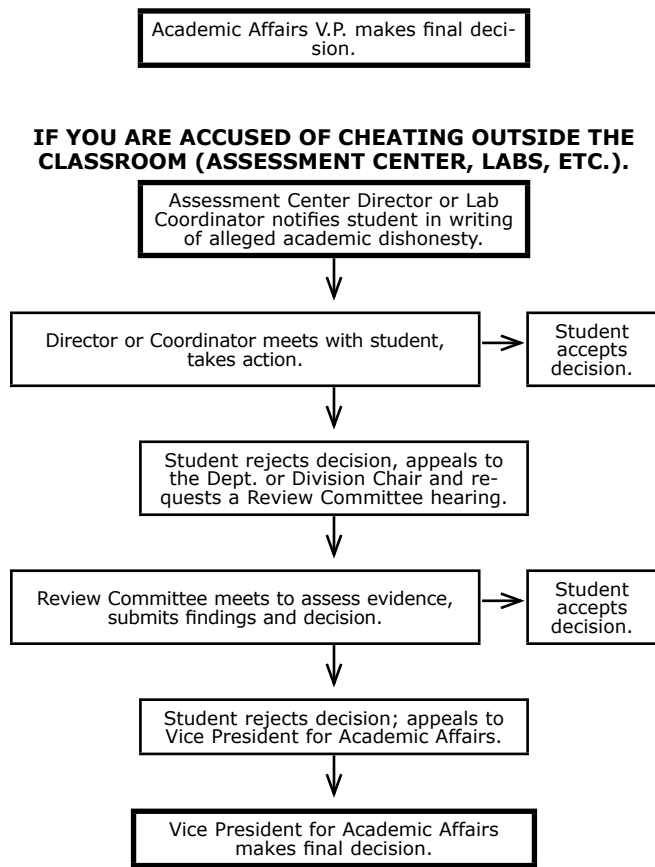 Academic Affairs V.P. makes final deci-
sion.
IF YOU ARE ACCUSED OF CHEATING OUTSIDE THE
CLASSROOM (ASSESSMENT CENTER, LABS, ETC.).
Assessment Center Director or Lab
Coordinator notifies student in writing
of alleged academic dishonesty.
Director or Coordinator meets with student,
takes action.
Student
accepts
decision.
Student rejects decision, appeals to
the Dept. or Division Chair and re-
quests a Review Committee hearing.
Review Committee meets to assess evidence,
submits findings and decision.
Student
accepts
decision.
Student rejects decision; appeals to
Vice President for Academic Affairs.
Vice President for Academic Affairs
makes final decision.